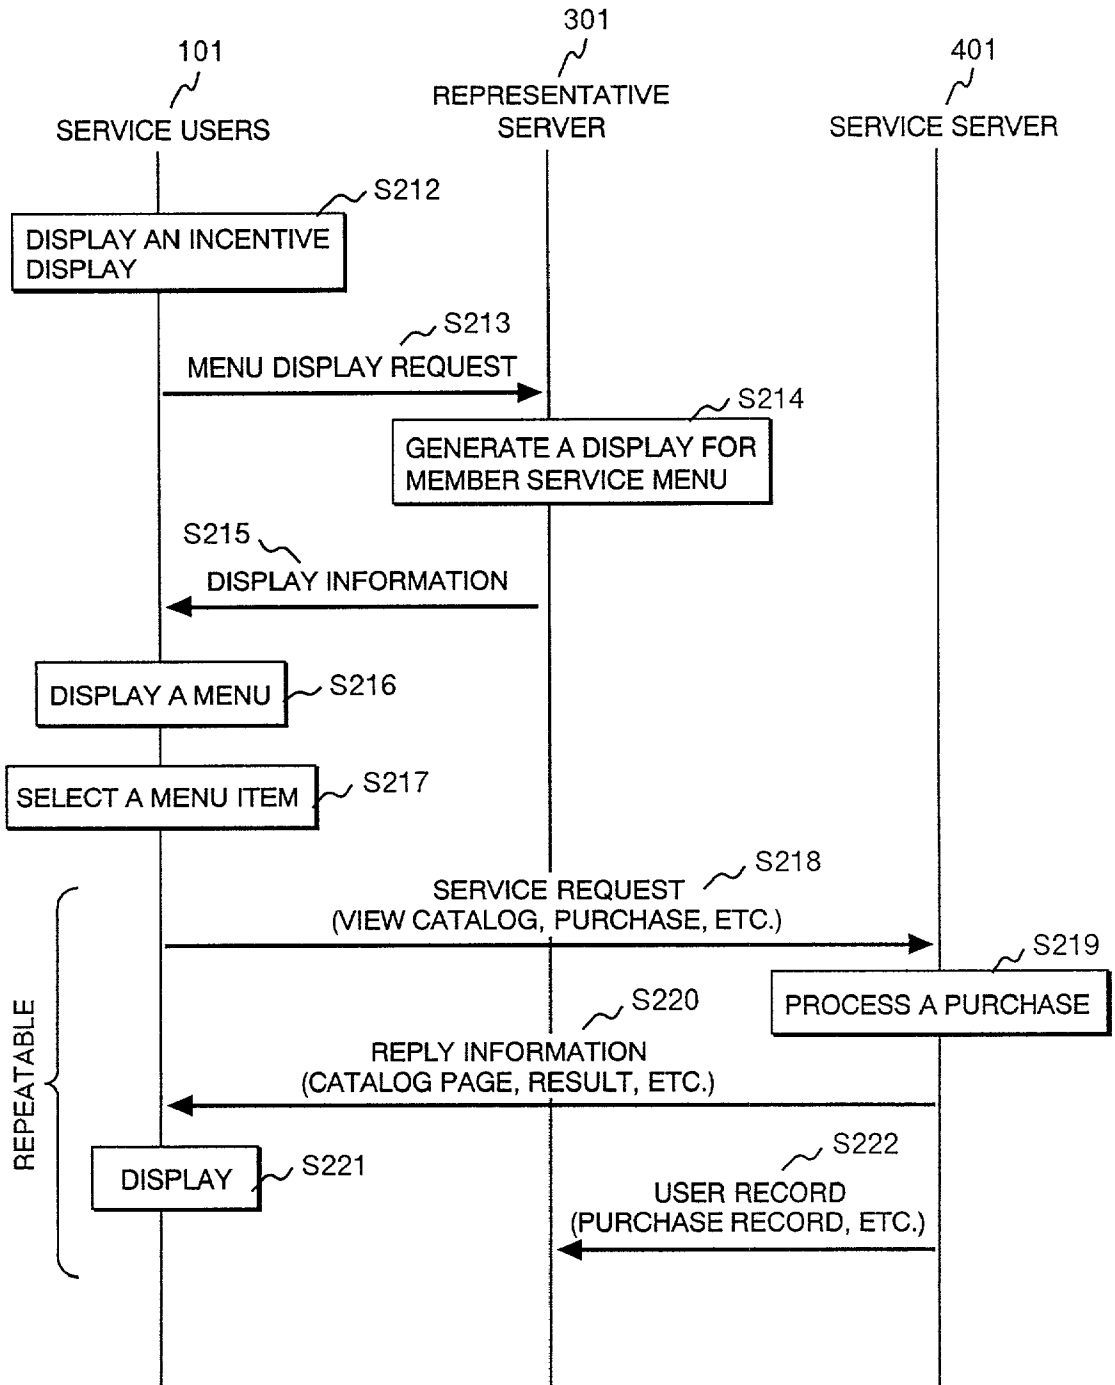 101
301
401
SERVICE USERS
REPRESENTATIVE
SERVER
SERVICE SERVER
S212
DISPLAY AN INCENTIVE
DISPLAY
S213
MENU DISPLAY REQUEST
S214
GENERATE A DISPLAY FOR
MEMBER SERVICE MENU
S215
DISPLAY INFORMATION
DISPLAY A MENU
S216
SELECT A MENU ITEM
S217
S218
SERVICE REQUEST
(VIEW CATALOG, PURCHASE, ETC.)
S219
PROCESS A PURCHASE
S220
REPLY INFORMATION
(CATALOG PAGE, RESULT, ETC.)
REPEATABLE
DISPLAY
S221
S222
USER RECORD
(PURCHASE RECORD, ETC.)